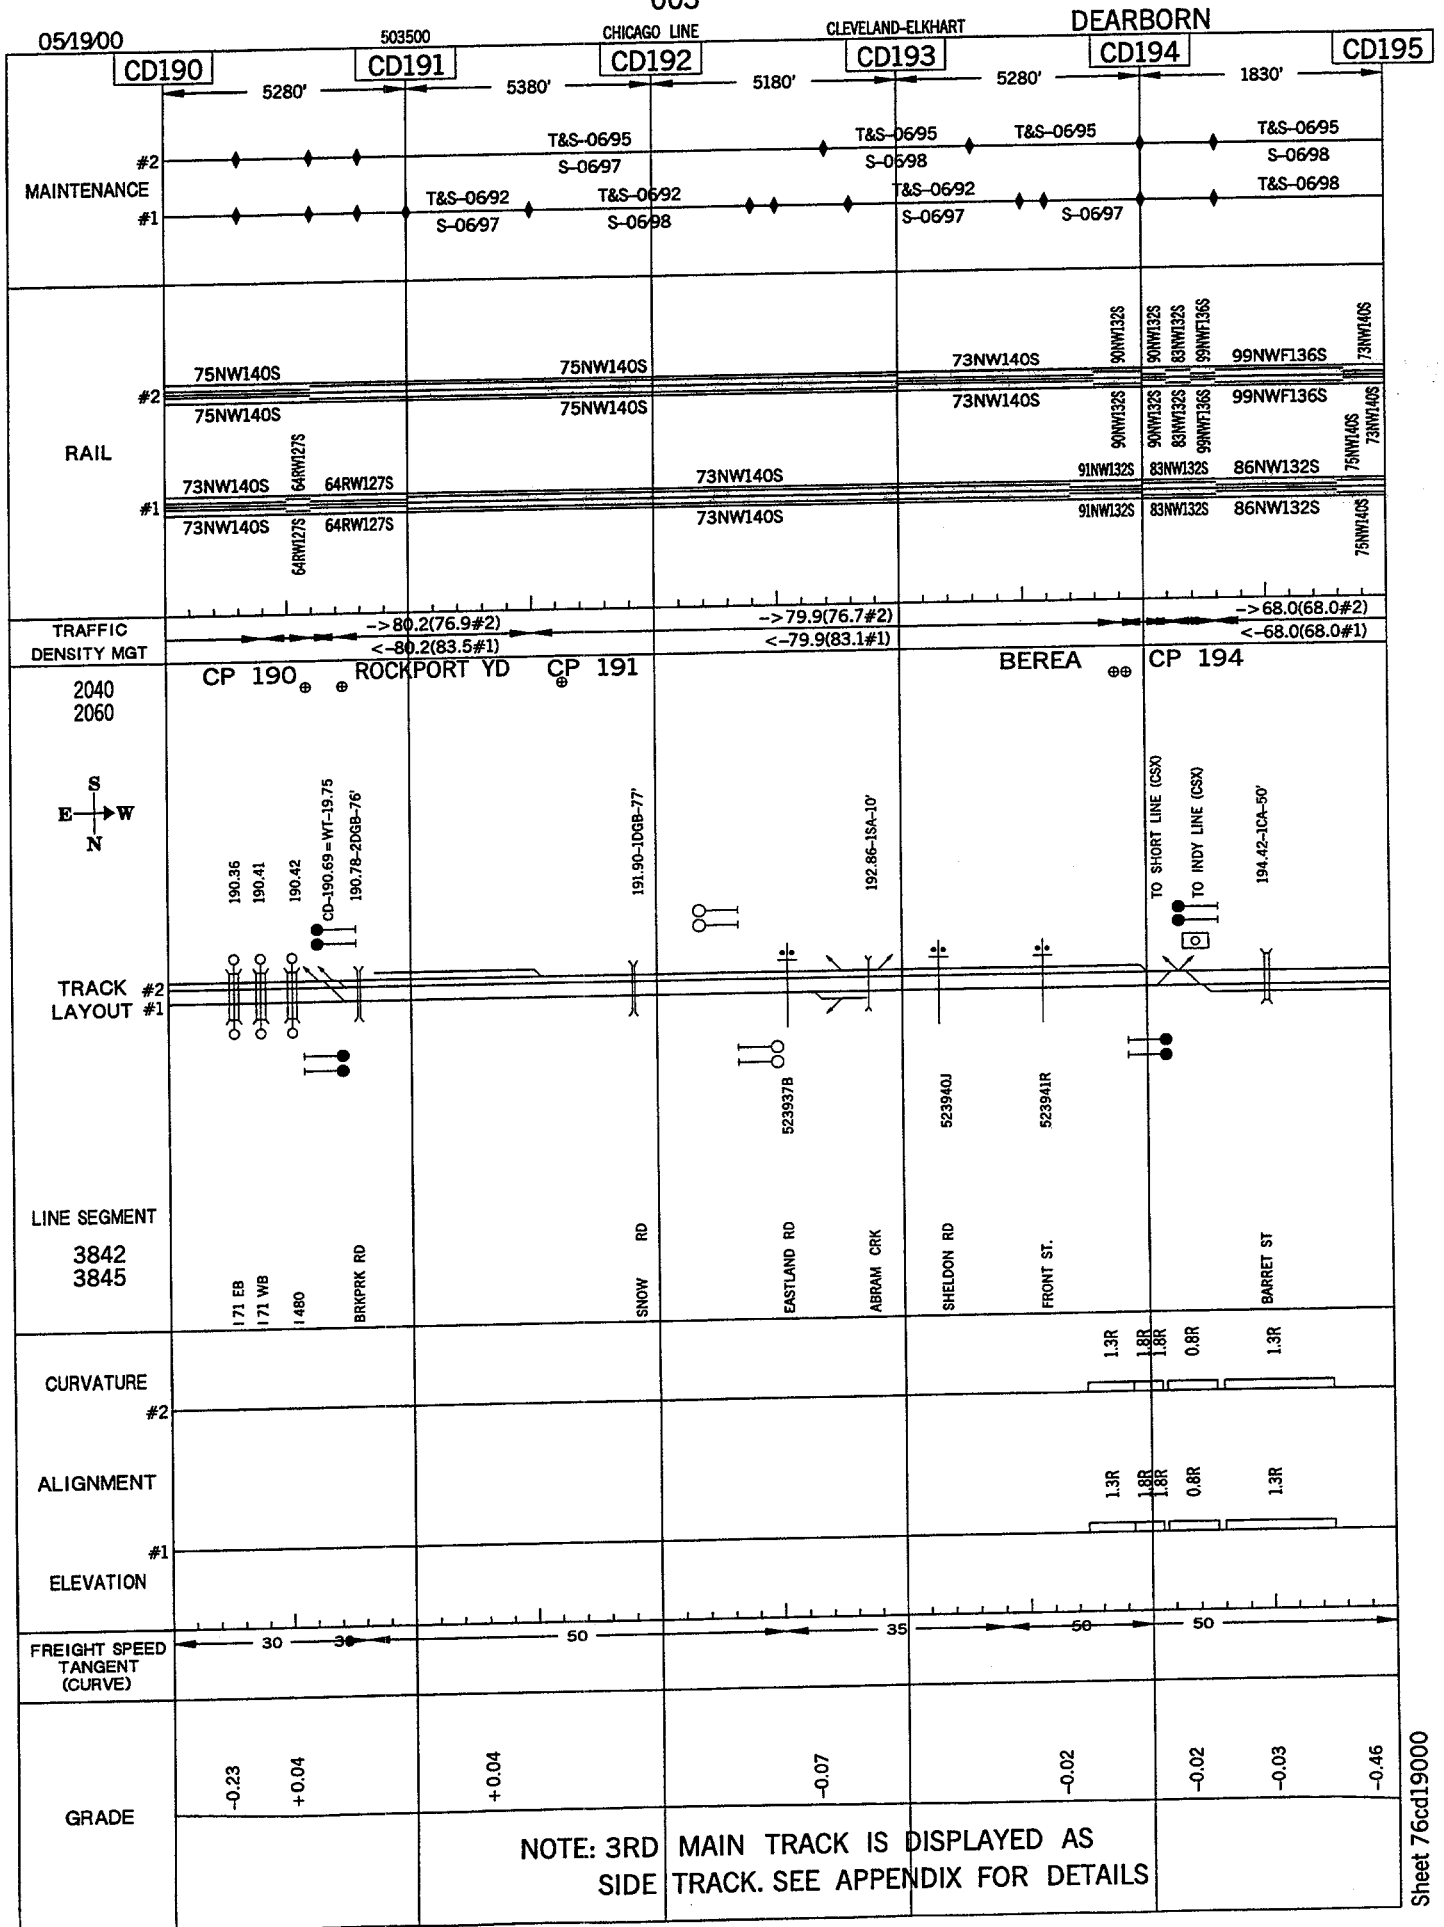 003
05/19/00
503500
CHICAGO LINE
CLEVELAND-ELKHART
DEARBORN
CD190
CD191
CD192
CD193
CD194
CD195
5280'
5380'
5180'
5280'
1830'
MAINTENANCE
#2
T&S-06/95
S-06/97
T&S-06/95
S-06/98
T&S-06/95
T&S-06/95
S-06/98
#1
T&S-06/92
S-06/97
T&S-06/92
S-06/98
T&S-06/92
S-06/97
S-06/97
T&S-06/98
RAIL
#2
75NW140S
75NW140S
73NW140S
90NW132S
90NW132S
83NW132S
99NWF136S
99NWF136S
73NW140S
75NW140S
75NW140S
73NW140S
90NW132S
90NW132S
83NW132S
99NWF136S
99NWF136S
73NW140S
#1
73NW140S
64RW127S
64RW127S
73NW140S
91NW132S
83NW132S
86NW132S
75NW140S
73NW140S
64RW127S
64RW127S
73NW140S
91NW132S
83NW132S
86NW132S
75NW140S
TRAFFIC
DENSITY MGT
->80.2(76.9#2)
<-80.2(83.5#1)
->79.9(76.7#2)
<-79.9(83.1#1)
->68.0(68.0#2)
<-68.0(68.0#1)
2040
2060
CP 190
ROCKPORT YD
CP 191
BEREA
CP 194
S
E W
N
190.36
190.41
190.42
CD-190.69=WT-19.75
190.78-2DGB-76'
191.90-1DGB-77'
192.86-1SA-10'
TO SHORT LINE (CSX)
TO INDY LINE (CSX)
194.42-1CA-50'
TRACK #2
LAYOUT #1
523937B
523940J
523941R
LINE SEGMENT
3842
3845
I 71 EB
I 71 WB
I 480
BRKPRK RD
SNOW RD
EASTLAND RD
ABRAM CRK
SHELDON RD
FRONT ST.
BARRET ST
CURVATURE
#2
1.3R
1.8R
1.8R
0.8R
1.3R
ALIGNMENT
#1
1.3R
1.8R
1.8R
0.8R
1.3R
ELEVATION
FREIGHT SPEED
TANGENT
(CURVE)
30
30
50
35
50
50
GRADE
-0.23
+0.04
+0.04
-0.07
-0.02
-0.02
-0.03
-0.46
NOTE: 3RD MAIN TRACK IS DISPLAYED AS
SIDE TRACK. SEE APPENDIX FOR DETAILS
Sheet 76cd19000